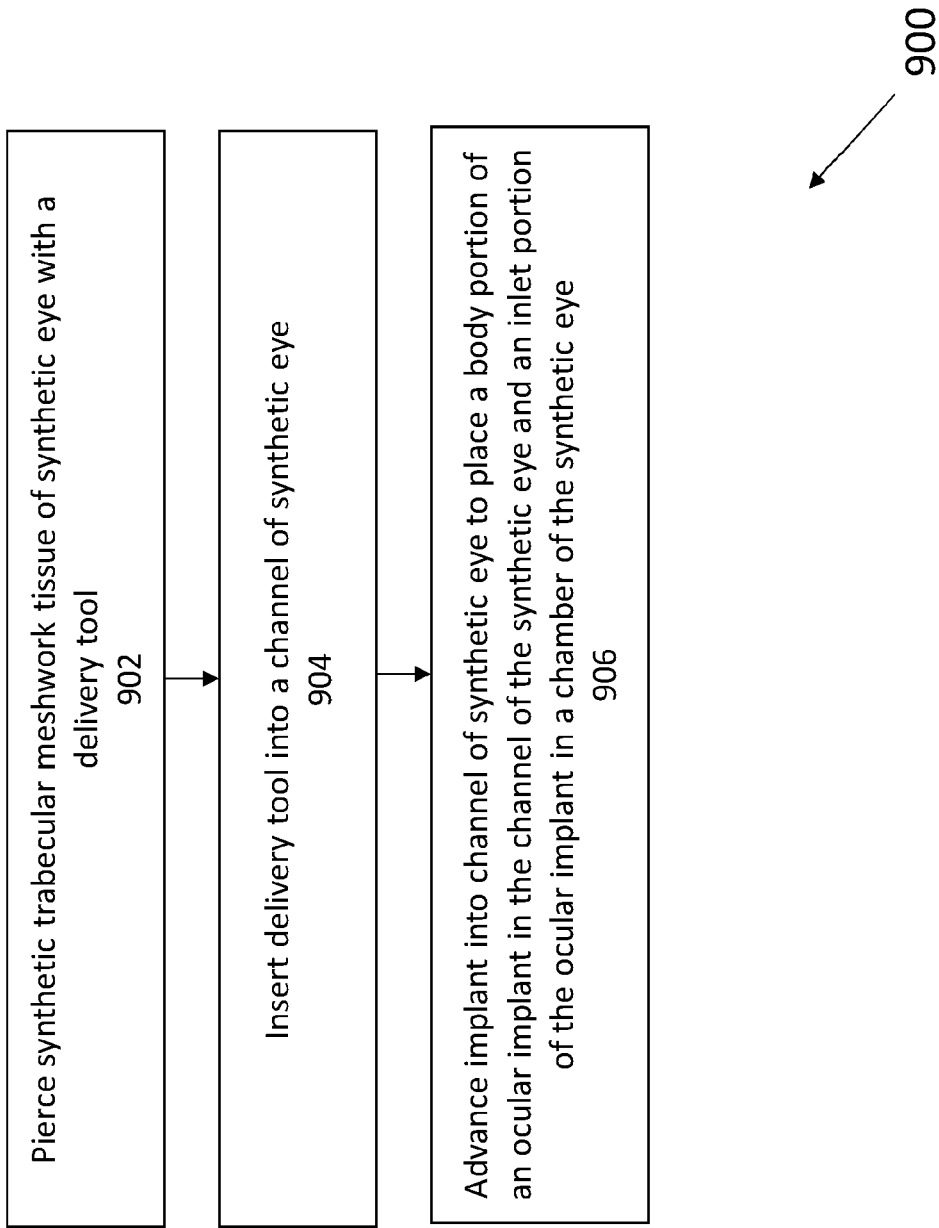 Pierce synthetic trabecular meshwork tissue of synthetic eye with a
delivery tool
902
Insert delivery tool into a channel of synthetic eye
904
Advance implant into channel of synthetic eye to place a body portion of
an ocular implant in the channel of the synthetic eye and an inlet portion
of the ocular implant in a chamber of the synthetic eye
906
900